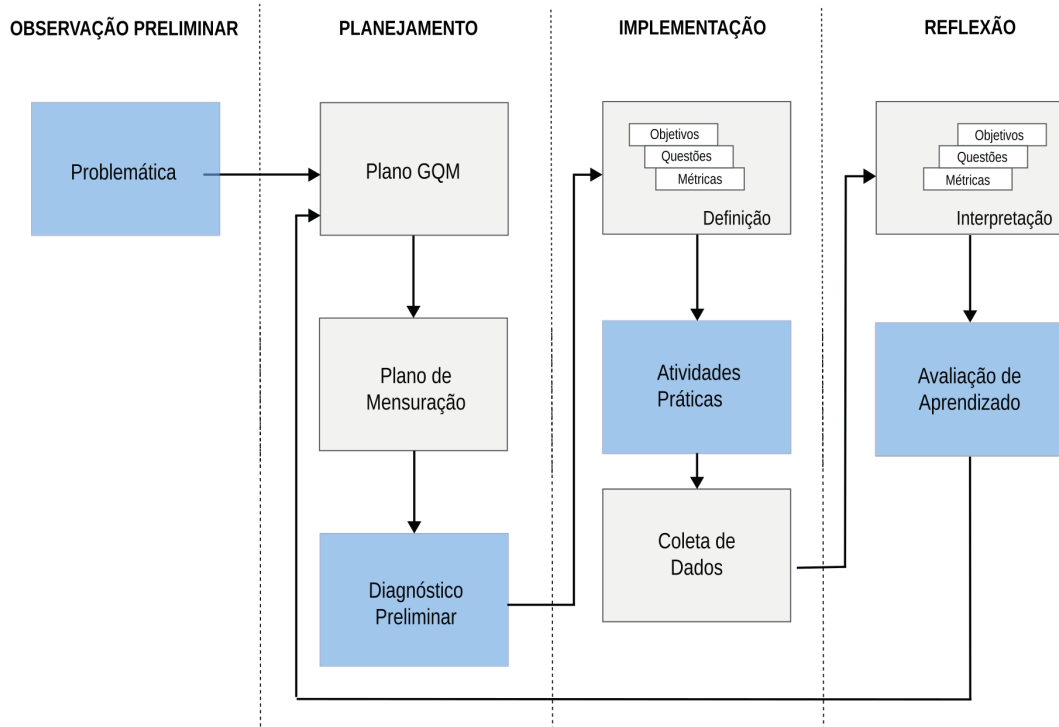 OBSERVAÇÃO PRELIMINAR
PLANEJAMENTO
IMPLEMENTAÇÃO
REFLEXÃO
Problemática
Plano GQM
Plano de
Mensuração
Diagnóstico
Preliminar
Objetivos
Questões
Métricas
Definição
Atividades
Práticas
Coleta de
Dados
Objetivos
Questões
Métricas
Interpretação
Avaliação de
Aprendizado